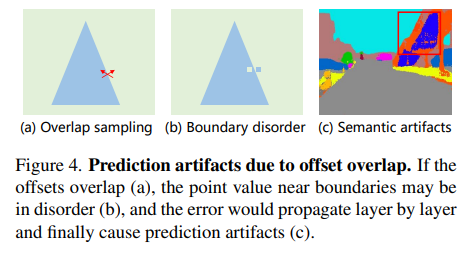 (a) Overlap sampling (b) Boundary disorder (c) Semantic artifacts
Figure 4. Prediction artifacts due to offset overlap. If the
offsets overlap (a), the point value near boundaries may be
in disorder (b), and the error would propagate layer by layer
and finally cause prediction artifacts (c).